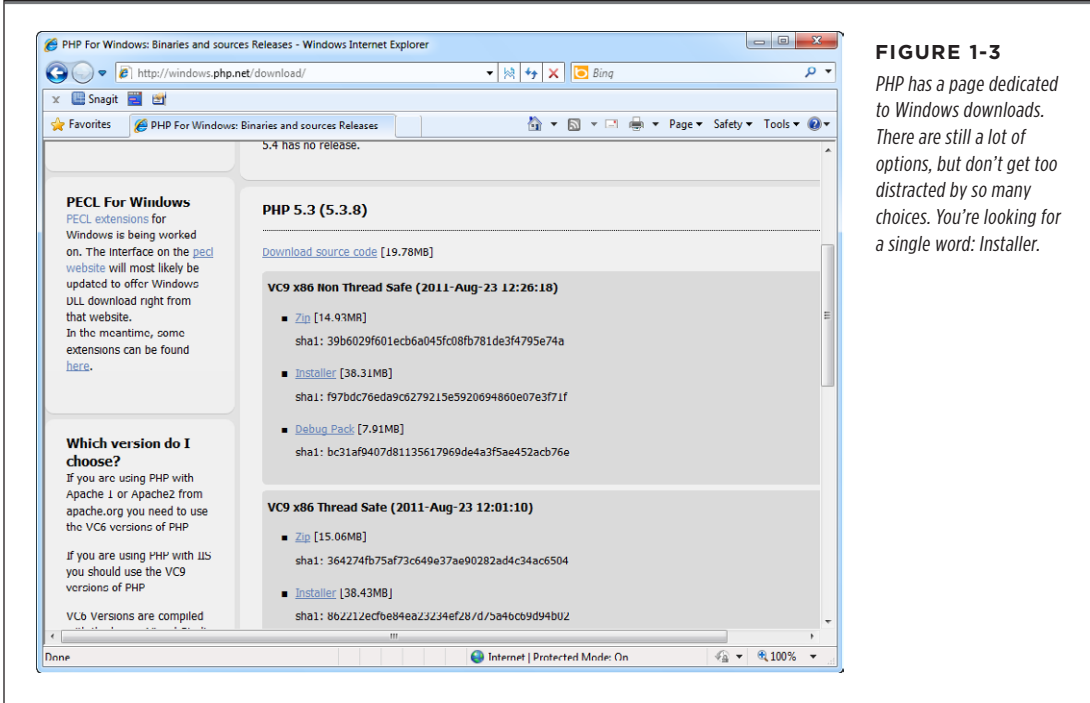 PHP For Windows: Binaries and sources Releases - Windows Internet Explorer
http://windows.php.net/download/
Bing
x Snagit
Favorites
PHP For Windows: Binaries and sources Releases
Page
Safety
Tools
5.4 has no release.
PECL For Windows
PECL extensions for
Windows is being worked
on. The interface on the pecl
website will most likely be
updated to offer Windows
DLL download right from
that website.
In the meantime, some
extensions can be found
here.
Which version do I
choose?
If you are using PHP with
Apache 1 or Apache2 from
apache.org you need to use
the VC6 versions of PHP
If you are using PHP with IIS
you should use the VC9
versions of PHP
VC6 Versions are compiled
PHP 5.3 (5.3.8)
Download source code [19.78MB]
VC9 x86 Non Thread Safe (2011-Aug-23 12:26:18)
Zip [14.93MB]
sha1: 39b6029f601ecb6a045fc08fb781de3f4795e74a
Installer [38.31MB]
sha1: f97bdc76eda9c6279215e5920694860e07e3f71f
Debug Pack [7.91MB]
sha1: bc31af9407d81135617969de4a3f5ae452acb76e
VC9 x86 Thread Safe (2011-Aug-23 12:01:10)
Zip [15.06MB]
sha1: 364274fb75af73c649e37ae90282ad4c34ac6504
Installer [38.43MB]
sha1: 862212ecf6e84ea23234ef287d75a46c69d94b02
Done
Internet | Protected Mode: On
100%
FIGURE 1-3
PHP has a page dedicated
to Windows downloads.
There are still a lot of
options, but don't get too
distracted by so many
choices. You're looking for
a single word: Installer.